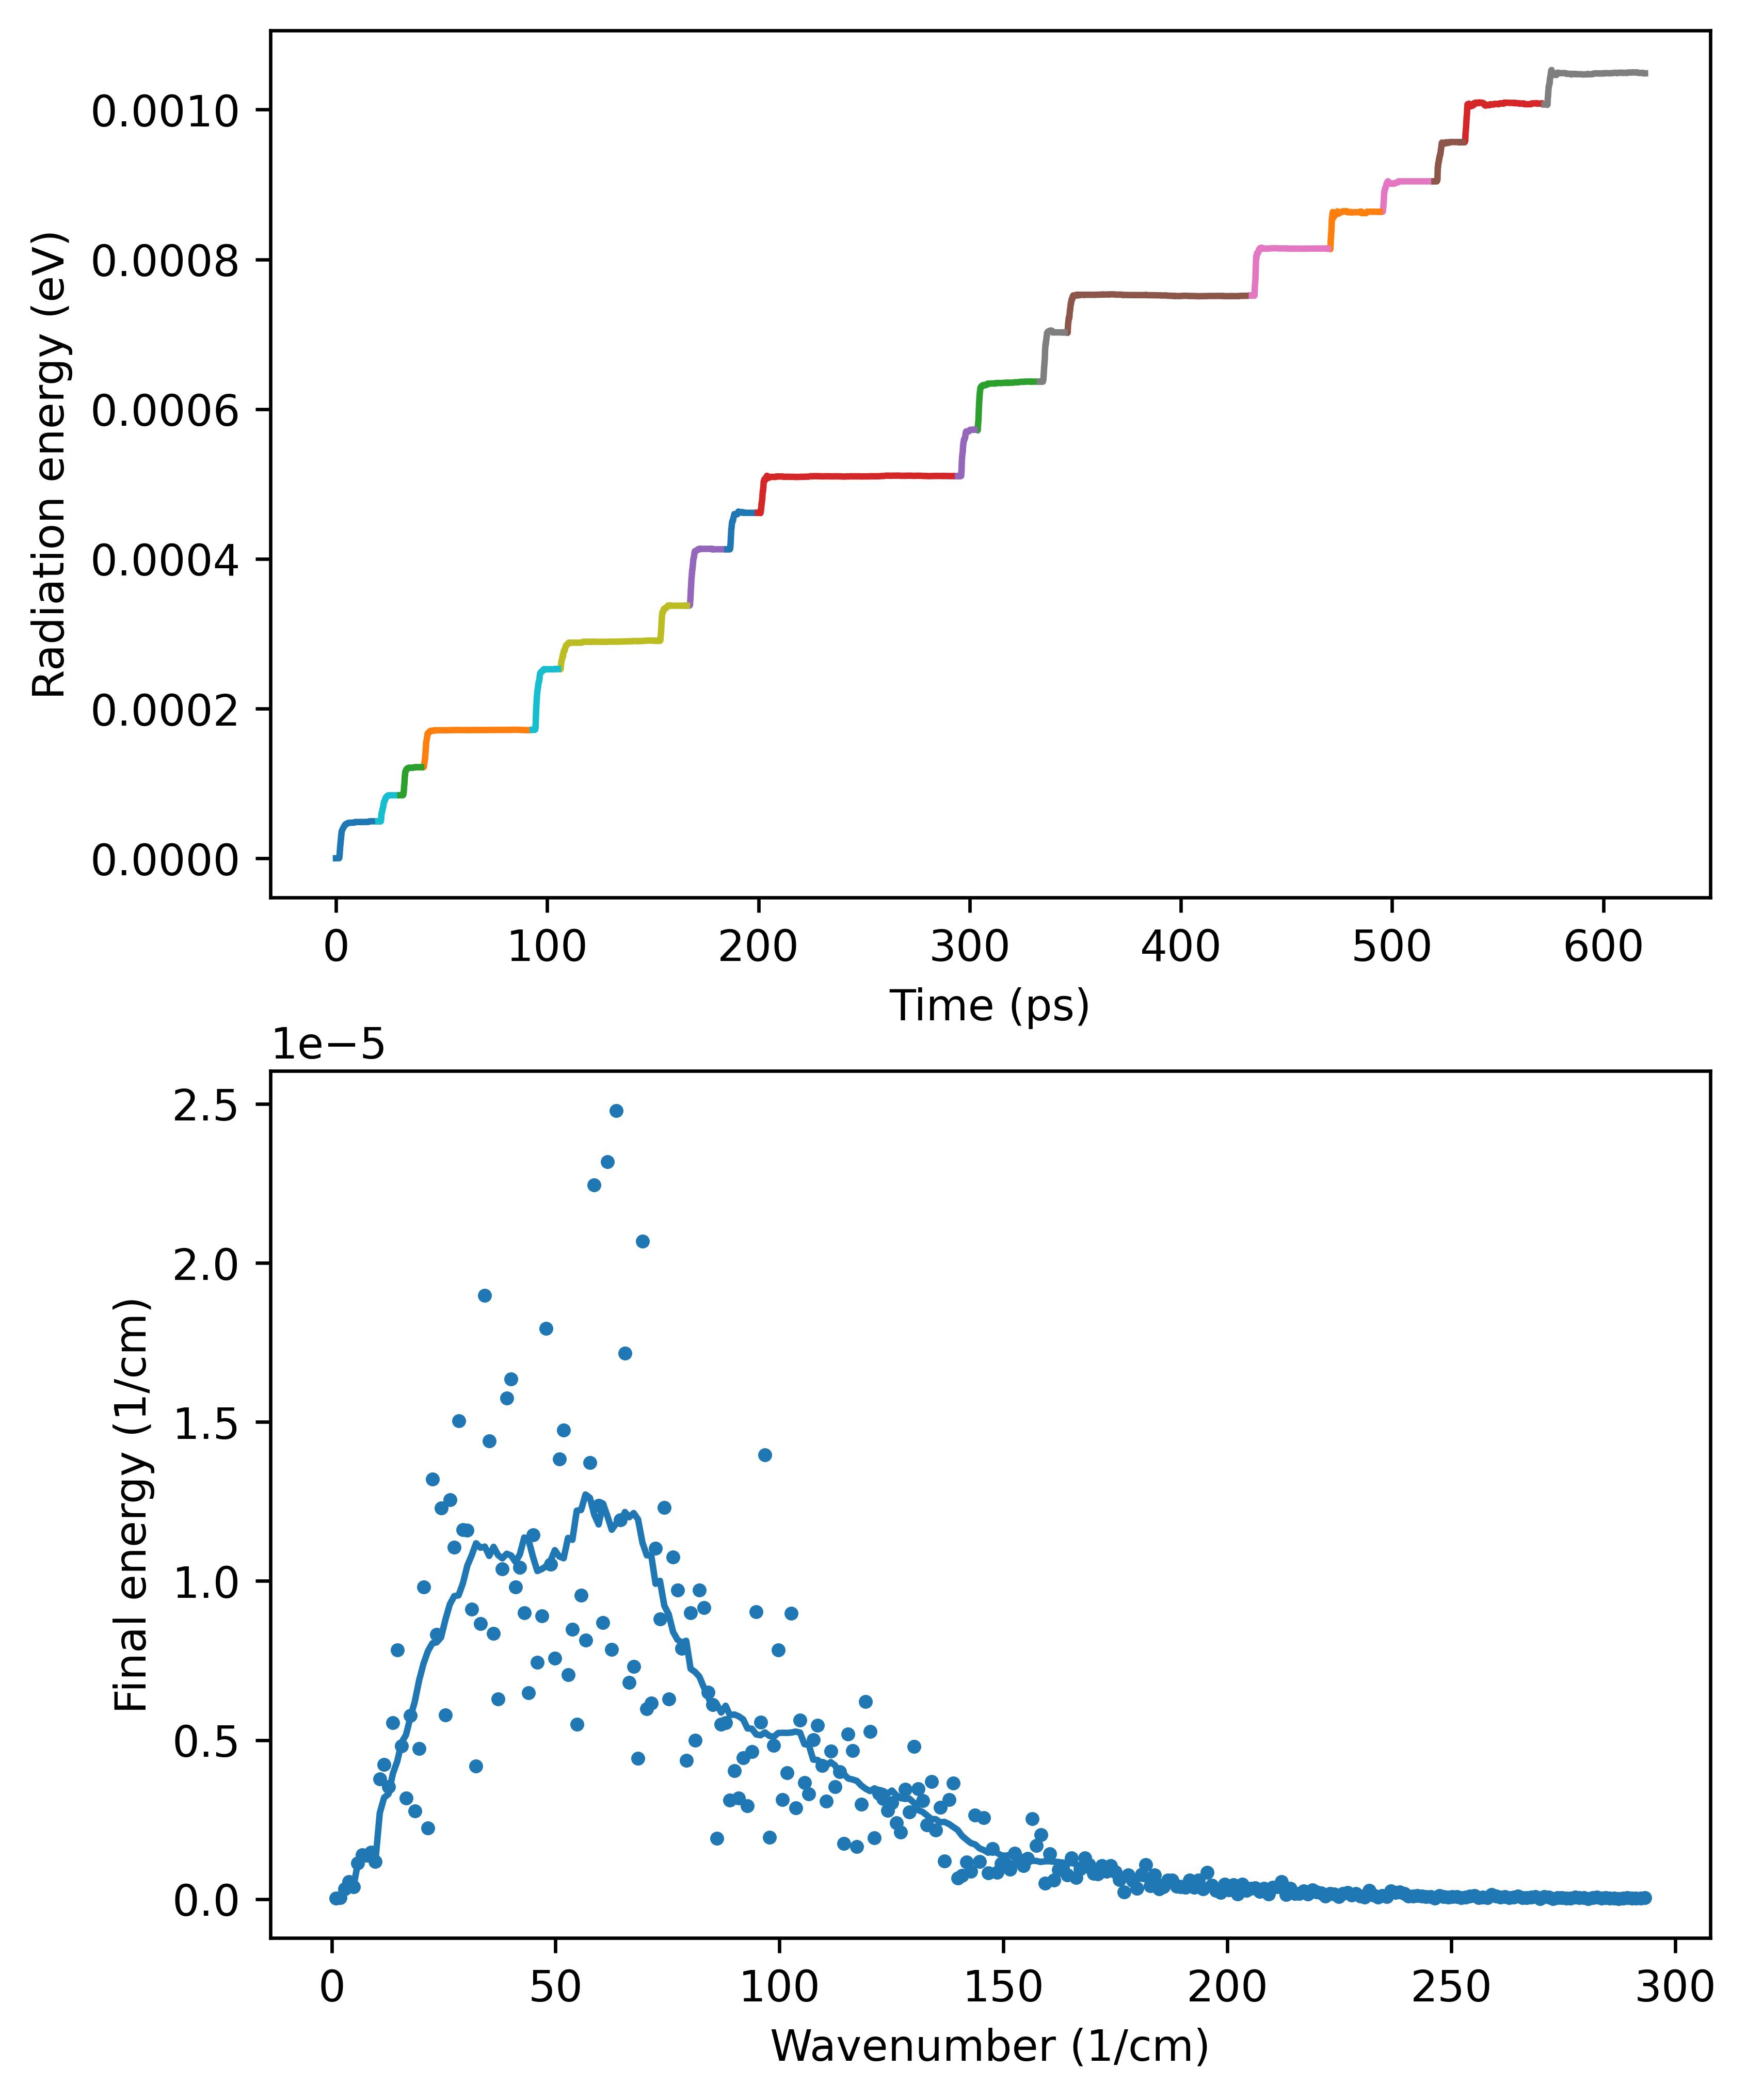 0.0010
0.0008
0.0006
0.0004
0.0002
0.0000
Radiation energy (eV)
0 100 200 300 400 500 600
Time (ps)
1e−5
2.5
2.0
1.5
1.0
0.5
0.0
Final energy (1/cm)
0 50 100 150 200 250 300
Wavenumber (1/cm)